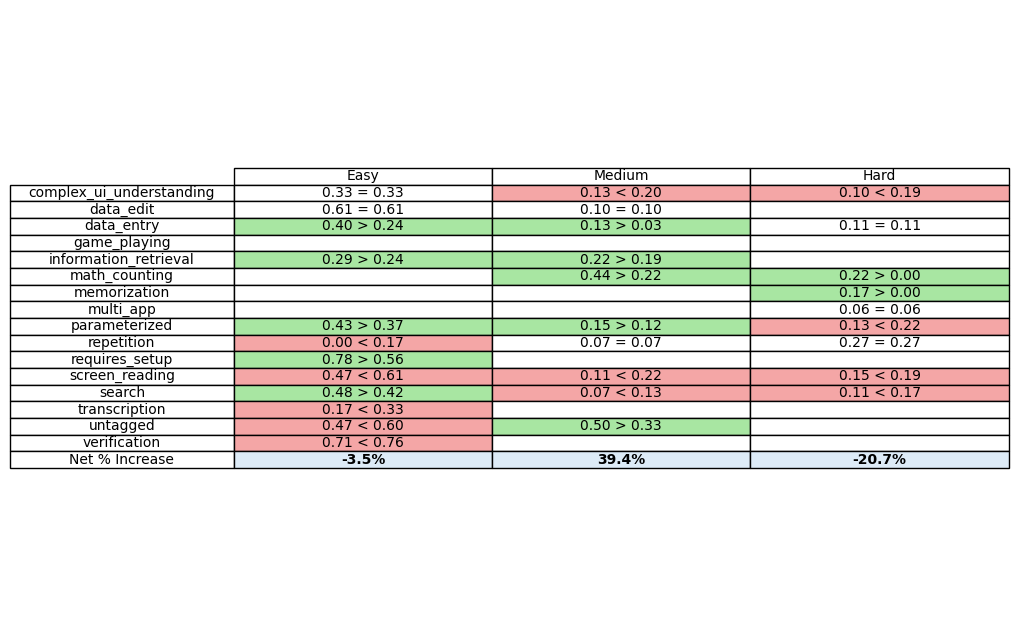 Easy Medium Hard
complex_ui_understanding 0.33 = 0.33 0.13 < 0.20 0.10 < 0.19
data_edit 0.61 = 0.61 0.10 = 0.10
data_entry 0.40 > 0.24 0.13 > 0.03 0.11 = 0.11
game_playing
information_retrieval 0.29 > 0.24 0.22 > 0.19
math_counting 0.44 > 0.22 0.22 > 0.00
memorization 0.17 > 0.00
multi_app 0.06 = 0.06
parameterized 0.43 > 0.37 0.15 > 0.12 0.13 < 0.22
repetition 0.00 < 0.17 0.07 = 0.07 0.27 = 0.27
requires_setup 0.78 > 0.56
screen_reading 0.47 < 0.61 0.11 < 0.22 0.15 < 0.19
search 0.48 > 0.42 0.07 < 0.13 0.11 < 0.17
transcription 0.17 < 0.33
untagged 0.47 < 0.60 0.50 > 0.33
verification 0.71 < 0.76
Net % Increase -3.5% 39.4% -20.7%